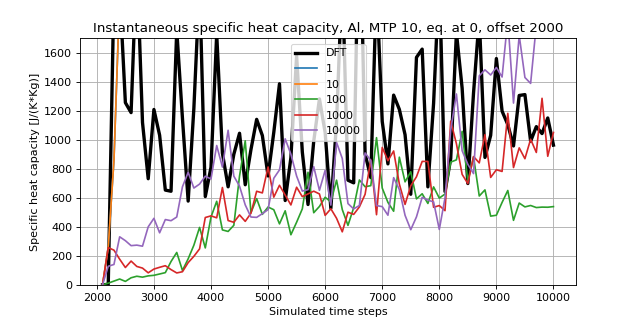 Instantaneous specific heat capacity, Al, MTP 10, eq. at 0, offset 2000
Specific heat capacity [J/(K*Kg)]
1600
1400
1200
1000
800
600
400
200
0
DFT
1
10
100
1000
10000
2000 3000 4000 5000 6000 7000 8000 9000 10000
Simulated time steps